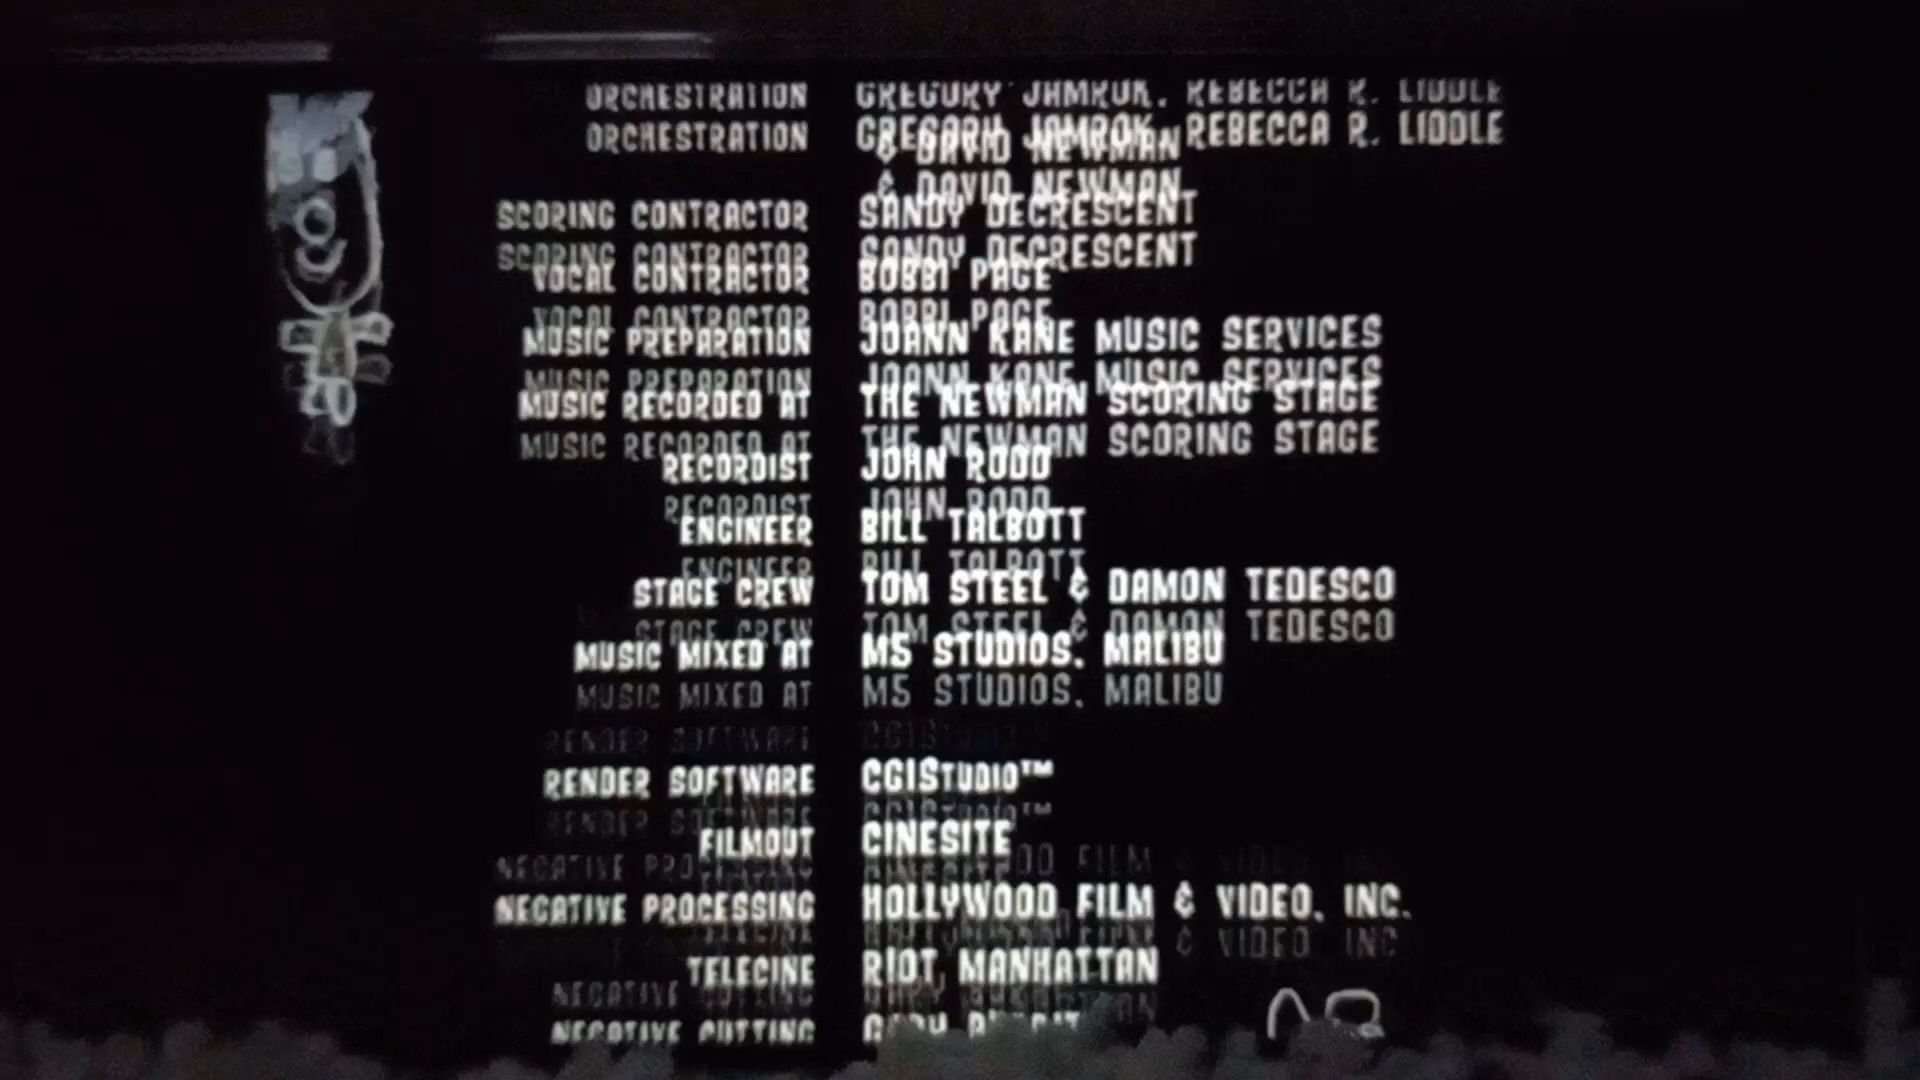 ORCHESTRATION GREGORY JAMROK, REBECCA R. LIDDLE
& DAVID NEWMAN
SCORING CONTRACTOR SANDY DECRESCENT
VOCAL CONTRACTOR BOBBI PAGE
MUSIC PREPARATION JOANN KANE MUSIC SERVICES
MUSIC RECORDED AT THE NEWMAN SCORING STAGE
RECORDIST JOHN RODD
ENGINEER BILL TALBOTT
STAGE CREW TOM STEEL & DAMON TEDESCO
MUSIC MIXED AT M5 STUDIOS, MALIBU
RENDER SOFTWARE CGISTUDIO™
FILMOUT CINESITE
NEGATIVE PROCESSING HOLLYWOOD FILM & VIDEO, INC.
TELECINE RIOT, MANHATTAN
NEGATIVE CUTTING